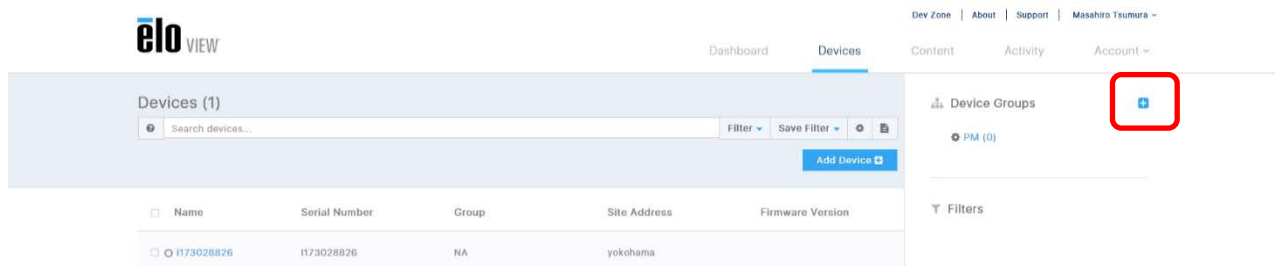 Dev Zone | About | Support | Masahiro Tsumura
ēlo VIEW
Dashboard Devices Content Activity Account
Devices (1)
Search devices...
Filter Save Filter
Add Device
Device Groups
PM (0)
Filters
Name Serial Number Group Site Address Firmware Version
I173028826 I173028826 NA yokohama